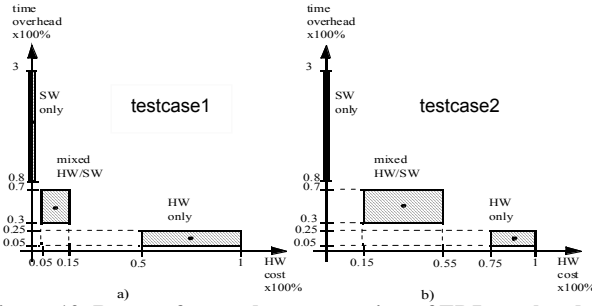 time
overhead
x100%
3
SW
only
testcase1
mixed
HW/SW
0.8
0.7
HW
only
0.3
0.25
0.05
0.05 0.15
0.5
1
HW
cost
x100%
a)
time
overhead
x100%
3
SW
only
testcase2
mixed
HW/SW
0.8
0.7
HW
only
0.3
0.25
0.05
0.15
0.55
0.75
1
HW
cost
x100%
b)